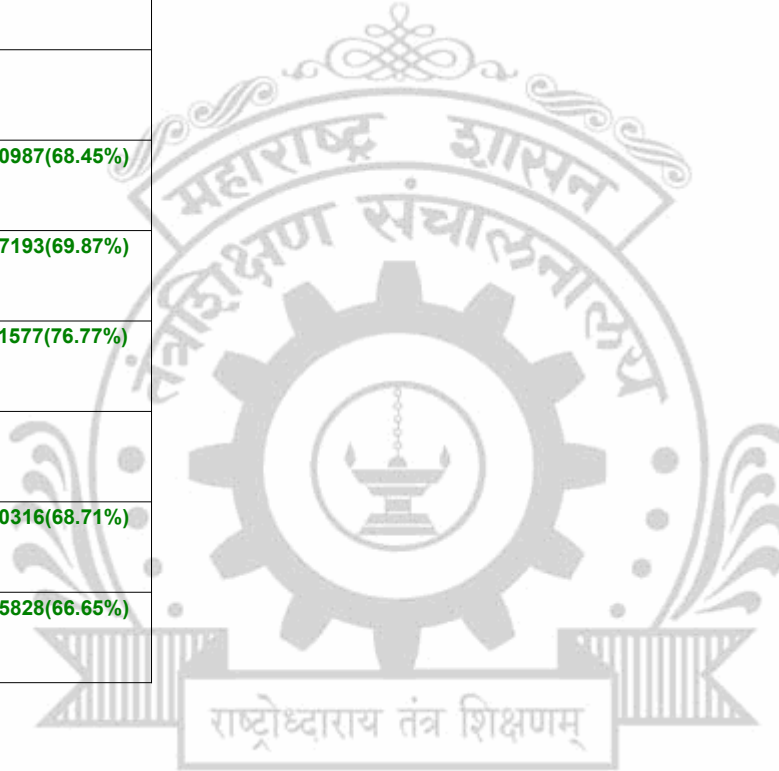 0987(68.45%)
7193(69.87%)
1577(76.77%)
0316(68.71%)
5828(66.65%)
महाराष्ट्र शासन
तंत्रशिक्षण संचालनालय
राष्ट्रोध्दाराय तंत्र शिक्षणम्